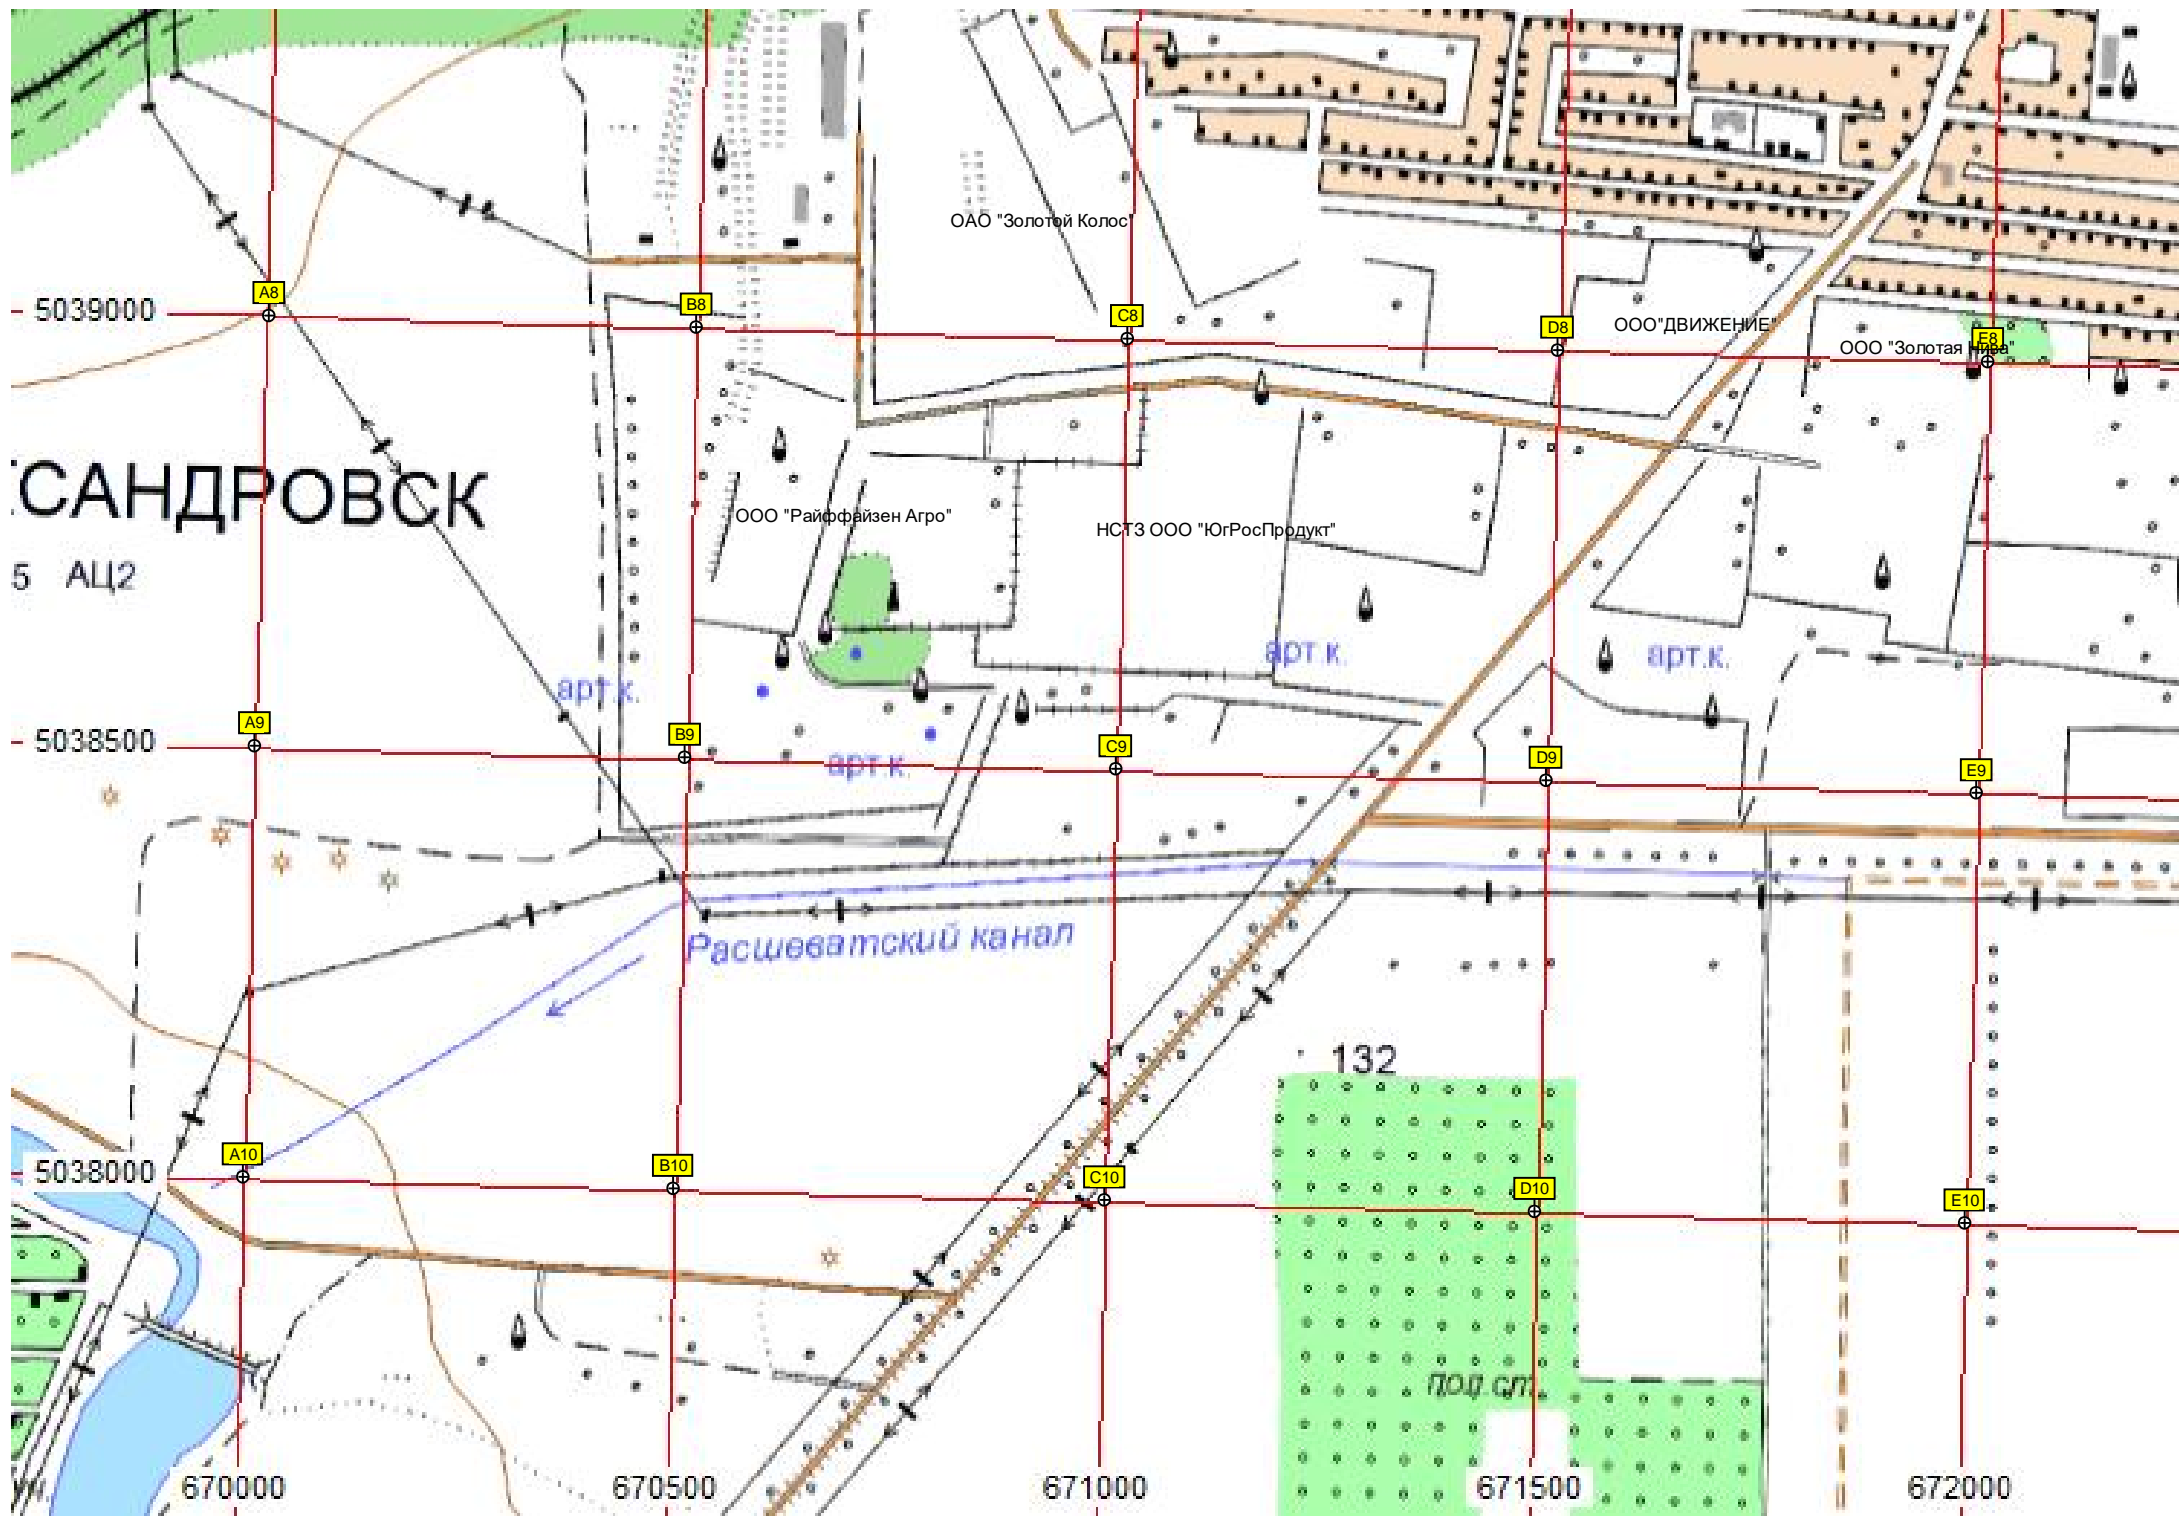 ОАО "Золотой Колос"
A8
B8
C8
D8
E8
5039000
ООО"ДВИЖЕНИЕ"
ООО "Золотая Нива"
САНДРОВСК
ООО "Райффайзен Агро"
НСТЗ ООО "ЮгРосПродукт"
5 АЦ2
арт.к.
арт.к.
арт.к.
A9
B9
C9
D9
E9
5038500
арт.к.
Расшеватский канал
132
A10
B10
C10
D10
E10
5038000
пол.ст.
670000
670500
671000
671500
672000